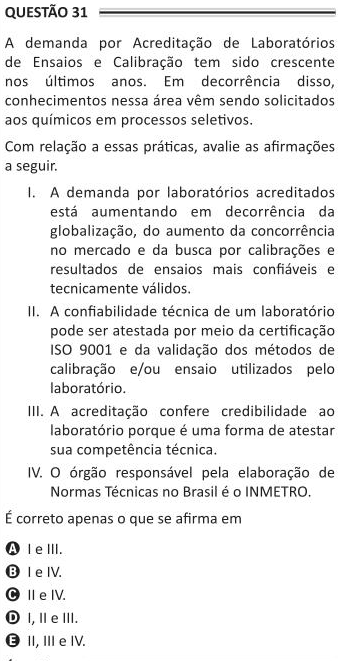 QUESTÃO 31
A demanda por Acreditação de Laboratórios
de Ensaios e Calibração tem sido crescente
nos últimos anos. Em decorrência disso,
conhecimentos nessa área vêm sendo solicitados
aos químicos em processos seletivos.
Com relação a essas práticas, avalie as afirmações
a seguir.
I. A demanda por laboratórios acreditados
está aumentando em decorrência da
globalização, do aumento da concorrência
no mercado e da busca por calibrações e
resultados de ensaios mais confiáveis e
tecnicamente válidos.
II. A confiabilidade técnica de um laboratório
pode ser atestada por meio da certificação
ISO 9001 e da validação dos métodos de
calibração e/ou ensaio utilizados pelo
laboratório.
III. A acreditação confere credibilidade ao
laboratório porque é uma forma de atestar
sua competência técnica.
IV. O órgão responsável pela elaboração de
Normas Técnicas no Brasil é o INMETRO.
É correto apenas o que se afirma em
A I e III.
B I e IV.
C II e IV.
D I, II e III.
E II, III e IV.